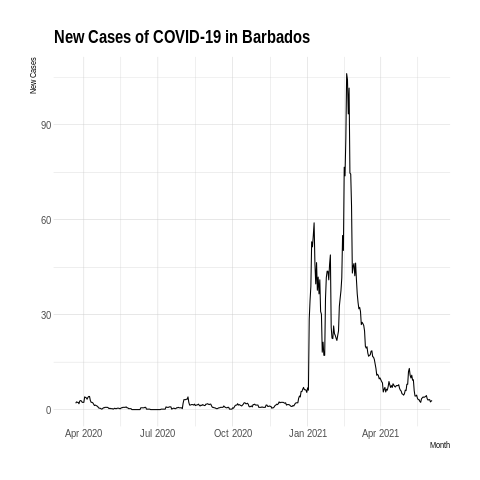 New Cases of COVID-19 in Barbados
New Cases
90
60
30
0
Apr 2020 Jul 2020 Oct 2020 Jan 2021 Apr 2021
Month